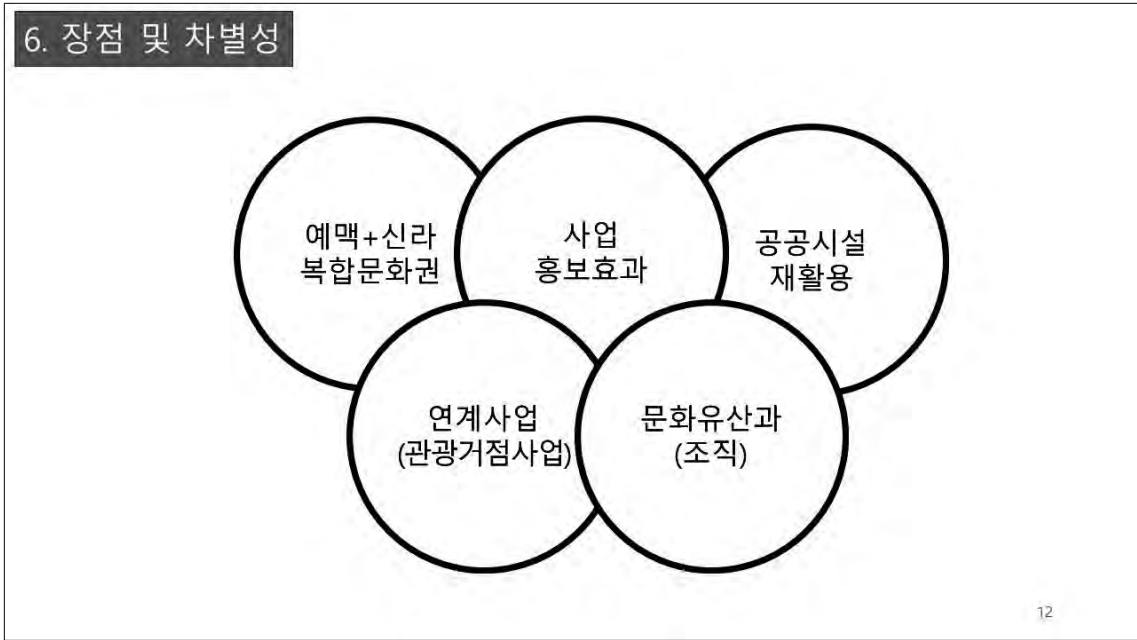 6. 장점 및 차별성
예맥+신라
복합문화권
사업
홍보효과
공공시설
재활용
연계사업
(관광거점사업)
문화유산과
(조직)
12